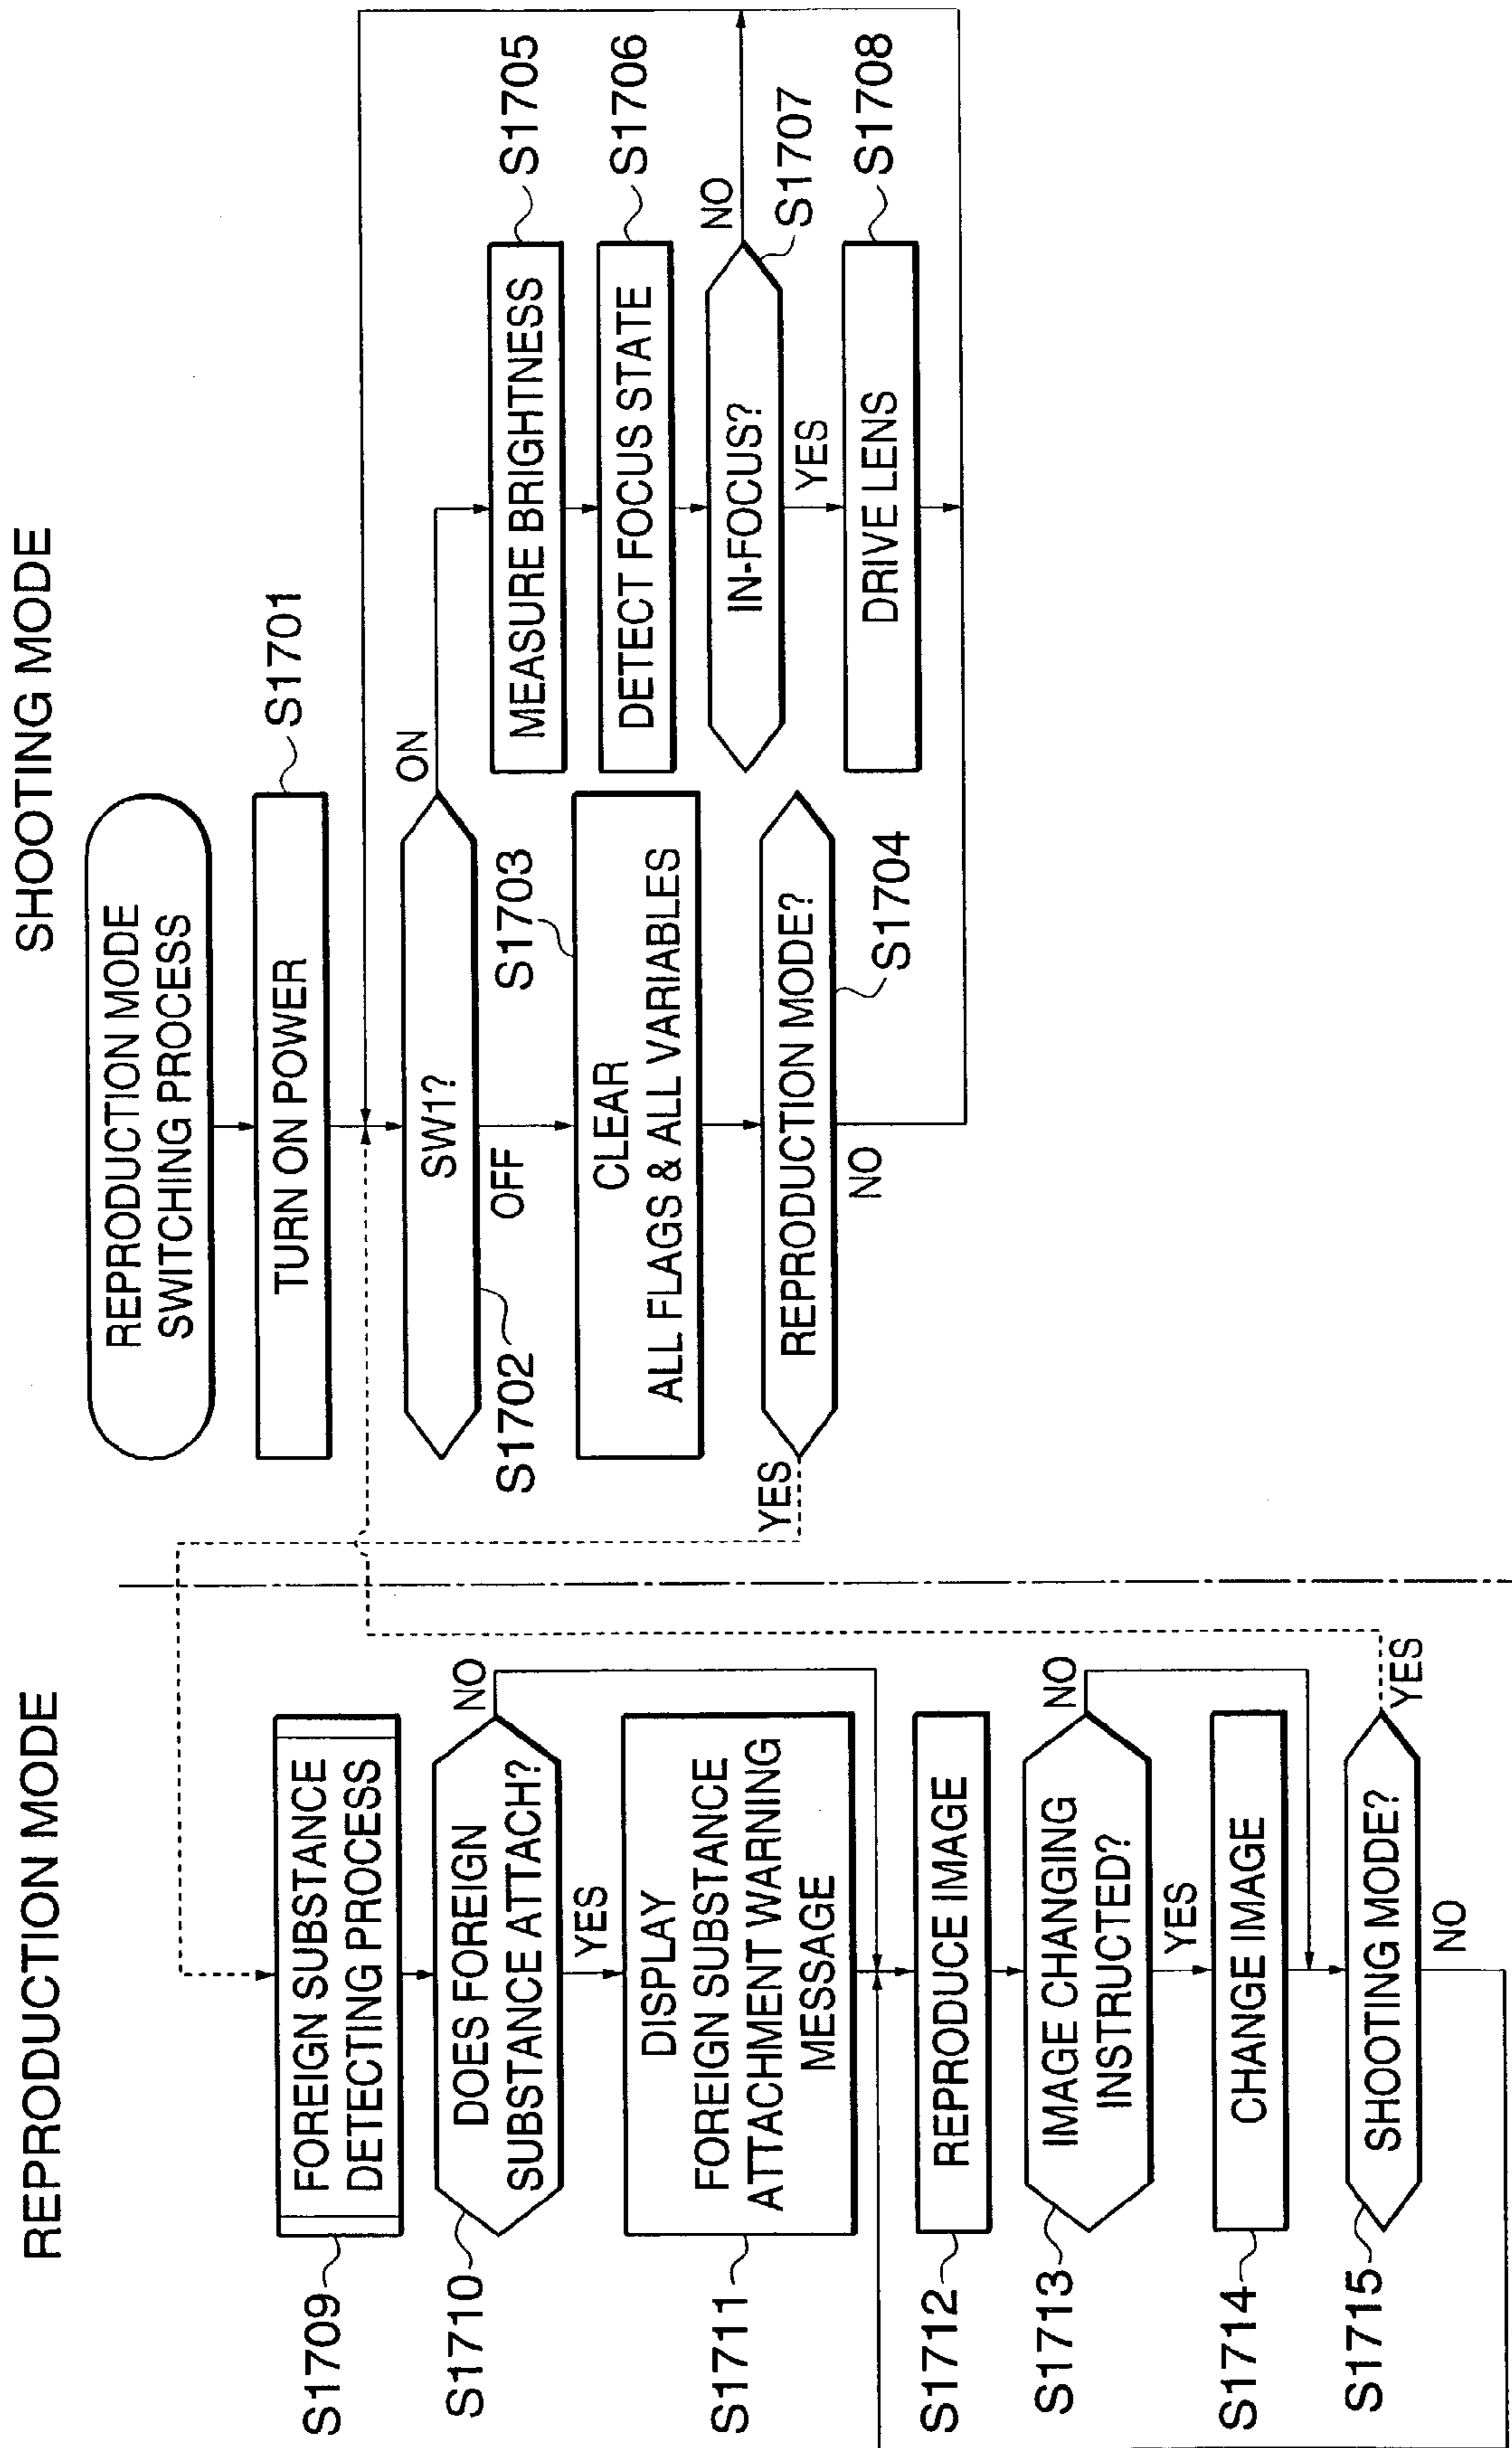 REPRODUCTION MODE
SHOOTING MODE
REPRODUCTION MODE
SWITCHING PROCESS
TURN ON POWER
S1701
SW1?
ON
OFF
S1702
S1703
CLEAR
ALL FLAGS & ALL VARIABLES
REPRODUCTION MODE?
YES
NO
S1704
MEASURE BRIGHTNESS
S1705
DETECT FOCUS STATE
S1706
IN-FOCUS?
NO
YES
S1707
DRIVE LENS
S1708
S1709
FOREIGN SUBSTANCE
DETECTING PROCESS
S1710
DOES FOREIGN
SUBSTANCE ATTACH?
NO
YES
S1711
DISPLAY
FOREIGN SUBSTANCE
ATTACHMENT WARNING
MESSAGE
S1712
REPRODUCE IMAGE
S1713
IMAGE CHANGING
INSTRUCTED?
NO
YES
S1714
CHANGE IMAGE
S1715
SHOOTING MODE?
YES
NO